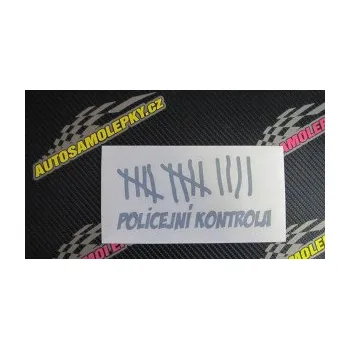 AUTOSAMOLEPKY.CZ
POLICEJNÍ KONTROLA